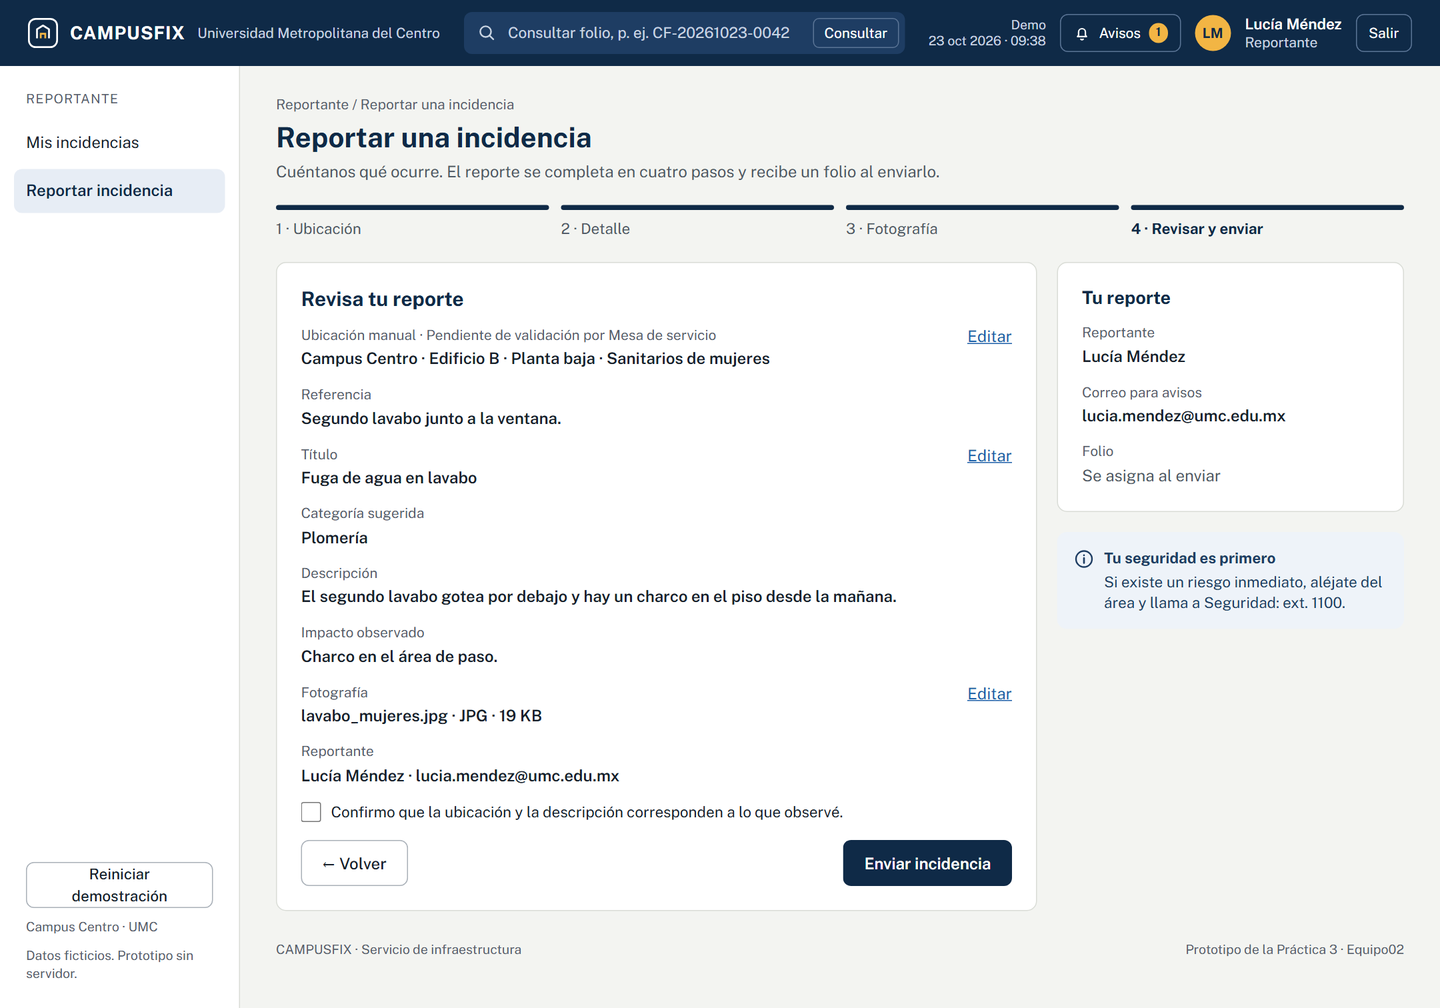 CAMPUSFIX
Universidad Metropolitana del Centro
Consultar folio, p. ej. CF-20261023-0042
Consultar
Demo
23 oct 2026 · 09:38
Avisos 1
LM
Lucía Méndez
Reportante
Salir
REPORTANTE
Mis incidencias
Reportar incidencia
Reiniciar
demostración
Campus Centro · UMC
Datos ficticios. Prototipo sin
servidor.
Reportante / Reportar una incidencia
Reportar una incidencia
Cuéntanos qué ocurre. El reporte se completa en cuatro pasos y recibe un folio al enviarlo.
1 · Ubicación
2 · Detalle
3 · Fotografía
4 · Revisar y enviar
Revisa tu reporte
Ubicación manual · Pendiente de validación por Mesa de servicio
Editar
Campus Centro · Edificio B · Planta baja · Sanitarios de mujeres
Referencia
Segundo lavabo junto a la ventana.
Título
Editar
Fuga de agua en lavabo
Categoría sugerida
Plomería
Descripción
El segundo lavabo gotea por debajo y hay un charco en el piso desde la mañana.
Impacto observado
Charco en el área de paso.
Fotografía
Editar
lavabo_mujeres.jpg · JPG · 19 KB
Reportante
Lucía Méndez · lucia.mendez@umc.edu.mx
Confirmo que la ubicación y la descripción corresponden a lo que observé.
← Volver
Enviar incidencia
Tu reporte
Reportante
Lucía Méndez
Correo para avisos
lucia.mendez@umc.edu.mx
Folio
Se asigna al enviar
Tu seguridad es primero
Si existe un riesgo inmediato, aléjate del
área y llama a Seguridad: ext. 1100.
CAMPUSFIX · Servicio de infraestructura
Prototipo de la Práctica 3 · Equipo02